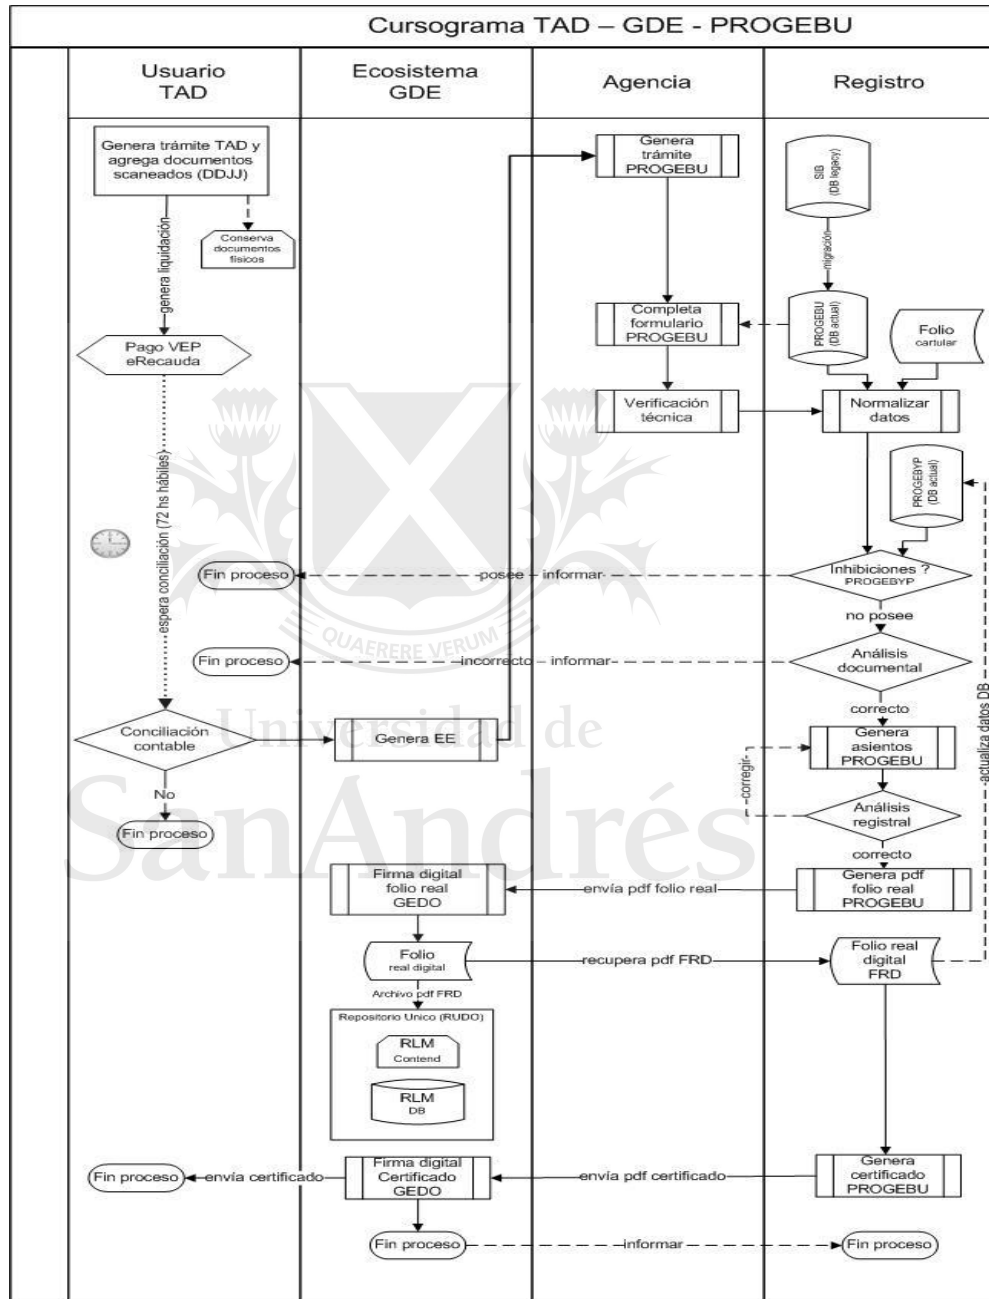 Cursograma TAD – GDE - PROGEBU
Usuario
TAD
Ecosistema
GDE
Agencia
Registro
Genera trámite TAD y
agrega documentos
scaneados (DDJJ)
Conserva
documentos
físicos
genera liquidación
Pago VEP
eRecauda
espera conciliación (72 hs hábiles)
Genera
trámite
PROGEBU
SIB
(DB legacy)
migración
Completa
formulario
PROGEBU
PROGEBU
(DB actual)
Folio
cartular
Verificación
técnica
Normalizar
datos
PROGEBYP
(DB actual)
Fin proceso
posee – informar
Inhibiciones ?
PROGEBYP
no posee
QUAERERE VERUM
Fin proceso
incorrecto – informar
Análisis
documental
correcto
actualiza datos DB
Universidad de
SanAndrés
Conciliación
contable
Genera EE
Genera
asientos
PROGEBU
corregir
No
Fin proceso
Análisis
registral
correcto
Firma digital
folio real
GEDO
envía pdf folio real
Genera pdf
folio real
PROGEBU
Folio
real digital
recupera pdf FRD
Folio real
digital
FRD
Archivo pdf FRD
Repositorio Unico (RUDO)
RLM
Contend
RLM
DB
Fin proceso
envía certificado
Firma digital
Certificado
GEDO
envía pdf certificado
Genera
certificado
PROGEBU
Fin proceso
informar
Fin proceso